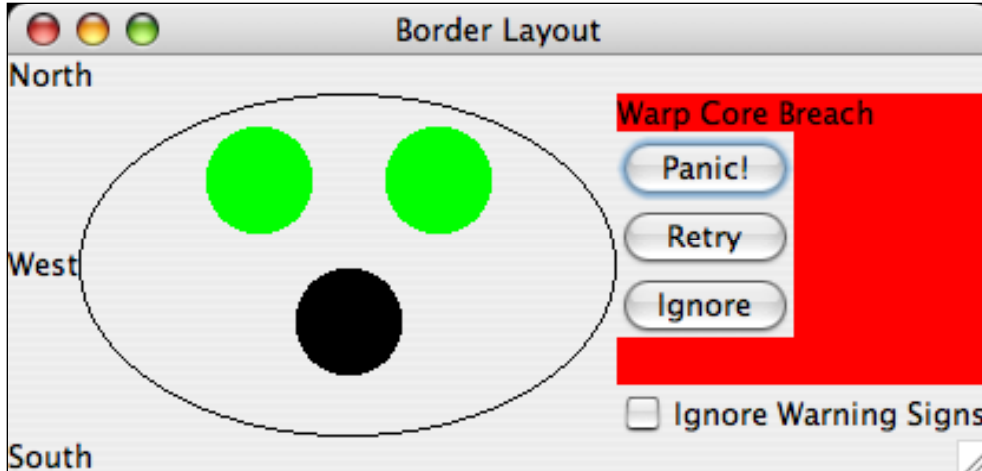 Border Layout
North
West
Warp Core Breach
Panic!
Retry
Ignore
Ignore Warning Signs
South